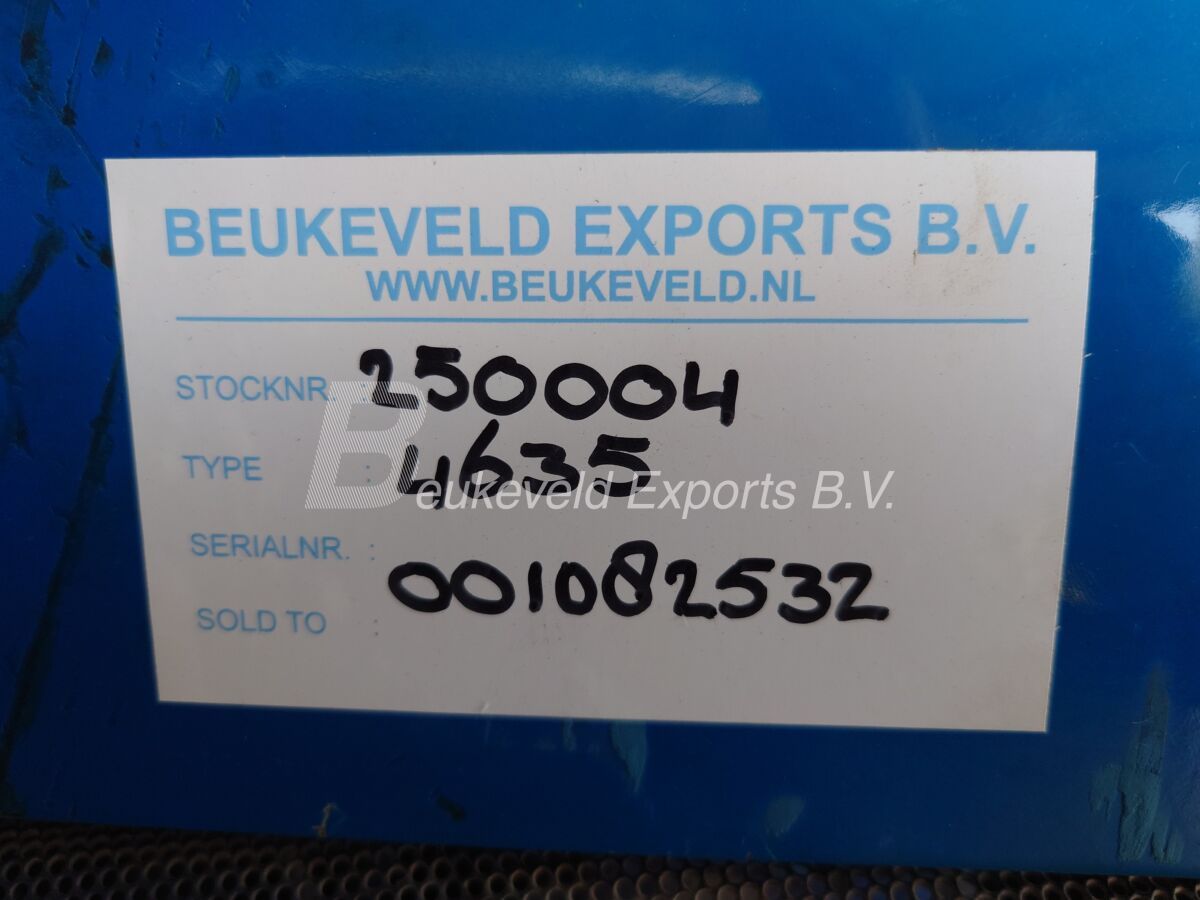 BEUKEVELD EXPORTS B.V.
WWW.BEUKEVELD.NL
STOCKNR. : 250004
TYPE : 4635
Beukeveld Exports B.V.
SERIALNR. : 001082532
SOLD TO :